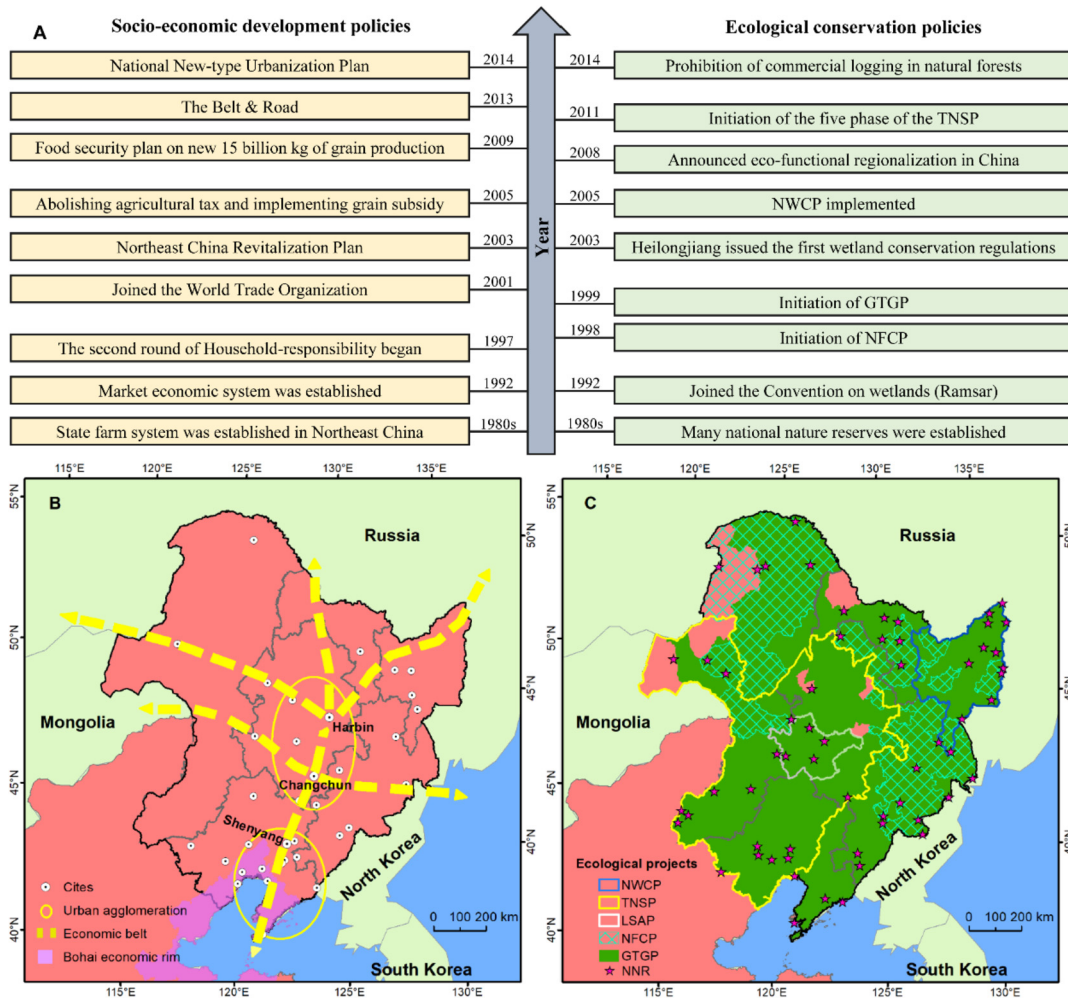 A
Socio-economic development policies
Ecological conservation policies
Year
National New-type Urbanization Plan
2014
The Belt & Road
2013
Food security plan on new 15 billion kg of grain production
2009
Abolishing agricultural tax and implementing grain subsidy
2005
Northeast China Revitalization Plan
2003
Joined the World Trade Organization
2001
The second round of Household-responsibility began
1997
Market economic system was established
1992
State farm system was established in Northeast China
1980s
2014
Prohibition of commercial logging in natural forests
2011
Initiation of the five phase of the TNSP
2008
Announced eco-functional regionalization in China
2005
NWCP implemented
2003
Heilongjiang issued the first wetland conservation regulations
1999
Initiation of GTGP
1998
Initiation of NFCP
1992
Joined the Convention on wetlands (Ramsar)
1980s
Many national nature reserves were established
115°E 120°E 125°E 130°E 135°E
B
55°N
50°N
45°N
40°N
50°N
45°N
40°N
Russia
Mongolia
Harbin
Changchun
Shenyang
North Korea
South Korea
Cites
Urban agglomeration
Economic belt
Bohai economic rim
0 100 200 km
115°E 120°E 125°E 130°E
115°E 120°E 125°E 130°E 135°E
C
55°N
50°N
45°N
40°N
50°N
45°N
40°N
Russia
Mongolia
North Korea
South Korea
Ecological projects
NWCP
TNSP
LSAP
NFCP
GTGP
NNR
0 100 200 km
115°E 120°E 125°E 130°E